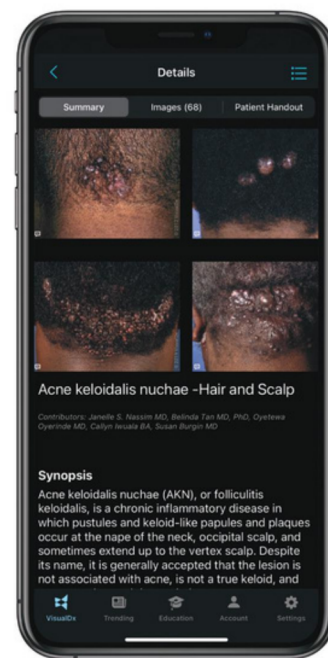 Details
Summary
Images (68)
Patient Handout
Acne keloidalis nuchae -Hair and Scalp
Contributors: Janelle S. Nassim MD, Belinda Tan MD, PhD, Oyetewa
Oyerinde MD, Cailyn Iwuala BA, Susan Burgin MD
Synopsis
Acne keloidalis nuchae (AKN), or folliculitis
keloidalis, is a chronic inflammatory disease in
which pustules and keloid-like papules and plaques
occur at the nape of the neck, occipital scalp, and
sometimes extend up to the vertex scalp. Despite
its name, it is generally accepted that the lesion is
not associated with acne, is not a true keloid, and
VisualDx
Trending
Education
Account
Settings